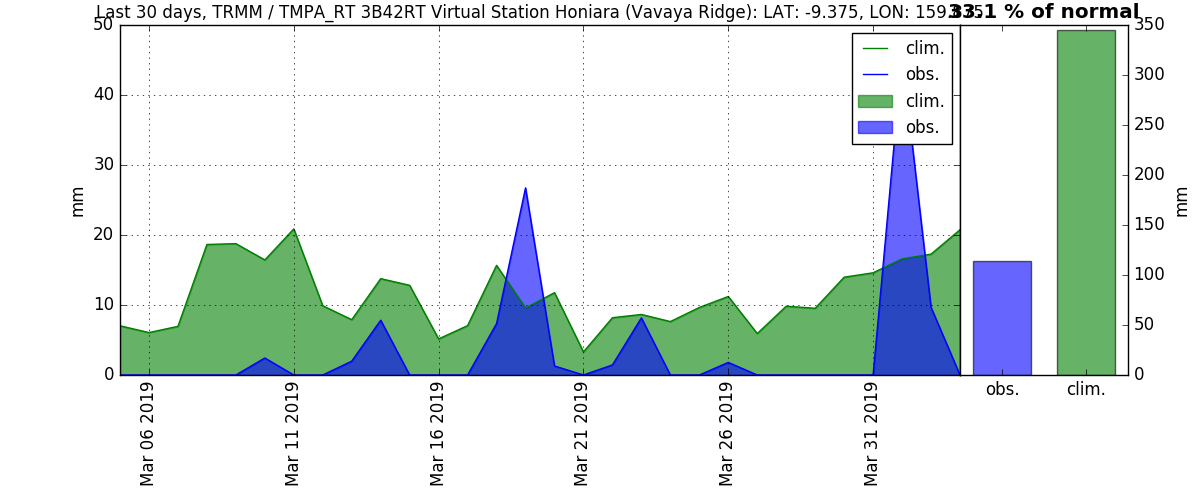 Last 30 days, TRMM / TMPA_RT 3B42RT Virtual Station Honiara (Vavaya Ridge): LAT: -9.375, LON: 159.875
33.1 % of normal
50
40
30
20
10
0
mm
clim.
obs.
clim.
obs.
350
300
250
200
150
100
50
0
mm
Mar 06 2019
Mar 11 2019
Mar 16 2019
Mar 21 2019
Mar 26 2019
Mar 31 2019
obs.
clim.